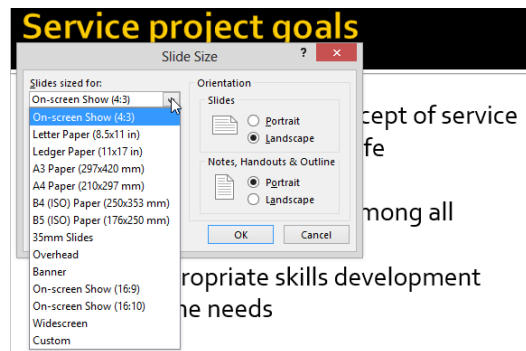 Service project goals
Slide Size
?
×
Slides sized for:
On-screen Show (4:3)
On-screen Show (4:3)
Letter Paper (8.5x11 in)
Ledger Paper (11x17 in)
A3 Paper (297x420 mm)
A4 Paper (210x297 mm)
B4 (ISO) Paper (250x353 mm)
B5 (ISO) Paper (176x250 mm)
35mm Slides
Overhead
Banner
On-screen Show (16:9)
On-screen Show (16:10)
Widescreen
Custom
Orientation
Slides
Portrait
Landscape
Notes, Handouts & Outline
Portrait
Landscape
OK
Cancel
cept of service
fe
mong all
ropriate skills development
ne needs